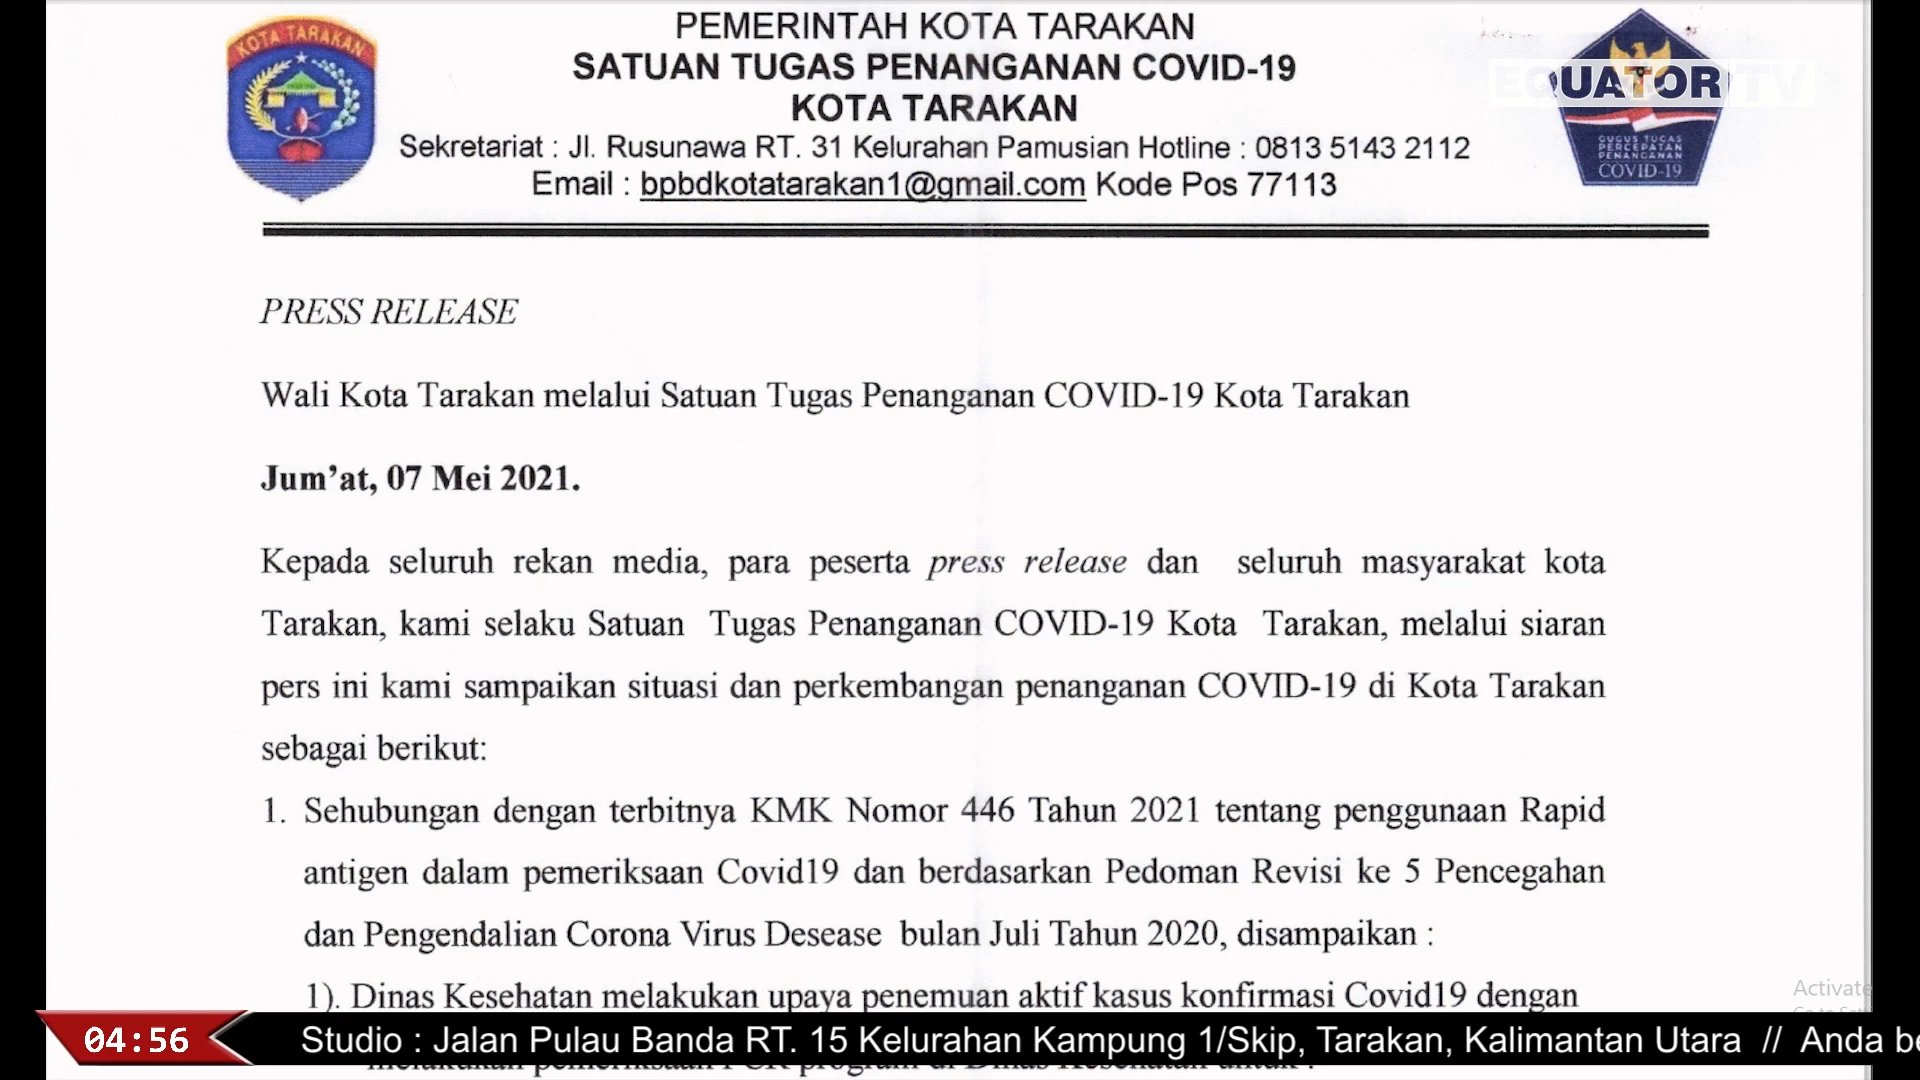 PEMERINTAH KOTA TARAKAN
SATUAN TUGAS PENANGANAN COVID-19
KOTA TARAKAN
Sekretariat : Jl. Rusunawa RT. 31 Kelurahan Pamusian Hotline : 0813 5143 2112
Email : bpbdkotatarakan1@gmail.com Kode Pos 77113
KOTA TARAKAN
EQUATOR TV
GUGUS TUGAS
PERCEPATAN
PENANGANAN
COVID-19
PRESS RELEASE
Wali Kota Tarakan melalui Satuan Tugas Penanganan COVID-19 Kota Tarakan
Jum'at, 07 Mei 2021.
Kepada seluruh rekan media, para peserta press release dan seluruh masyarakat kota
Tarakan, kami selaku Satuan Tugas Penanganan COVID-19 Kota Tarakan, melalui siaran
pers ini kami sampaikan situasi dan perkembangan penanganan COVID-19 di Kota Tarakan
sebagai berikut:
1. Sehubungan dengan terbitnya KMK Nomor 446 Tahun 2021 tentang penggunaan Rapid
antigen dalam pemeriksaan Covid19 dan berdasarkan Pedoman Revisi ke 5 Pencegahan
dan Pengendalian Corona Virus Desease bulan Juli Tahun 2020, disampaikan :
1). Dinas Kesehatan melakukan upaya penemuan aktif kasus konfirmasi Covid19 dengan
Activate
04:56
Studio : Jalan Pulau Banda RT. 15 Kelurahan Kampung 1/Skip, Tarakan, Kalimantan Utara // Anda be